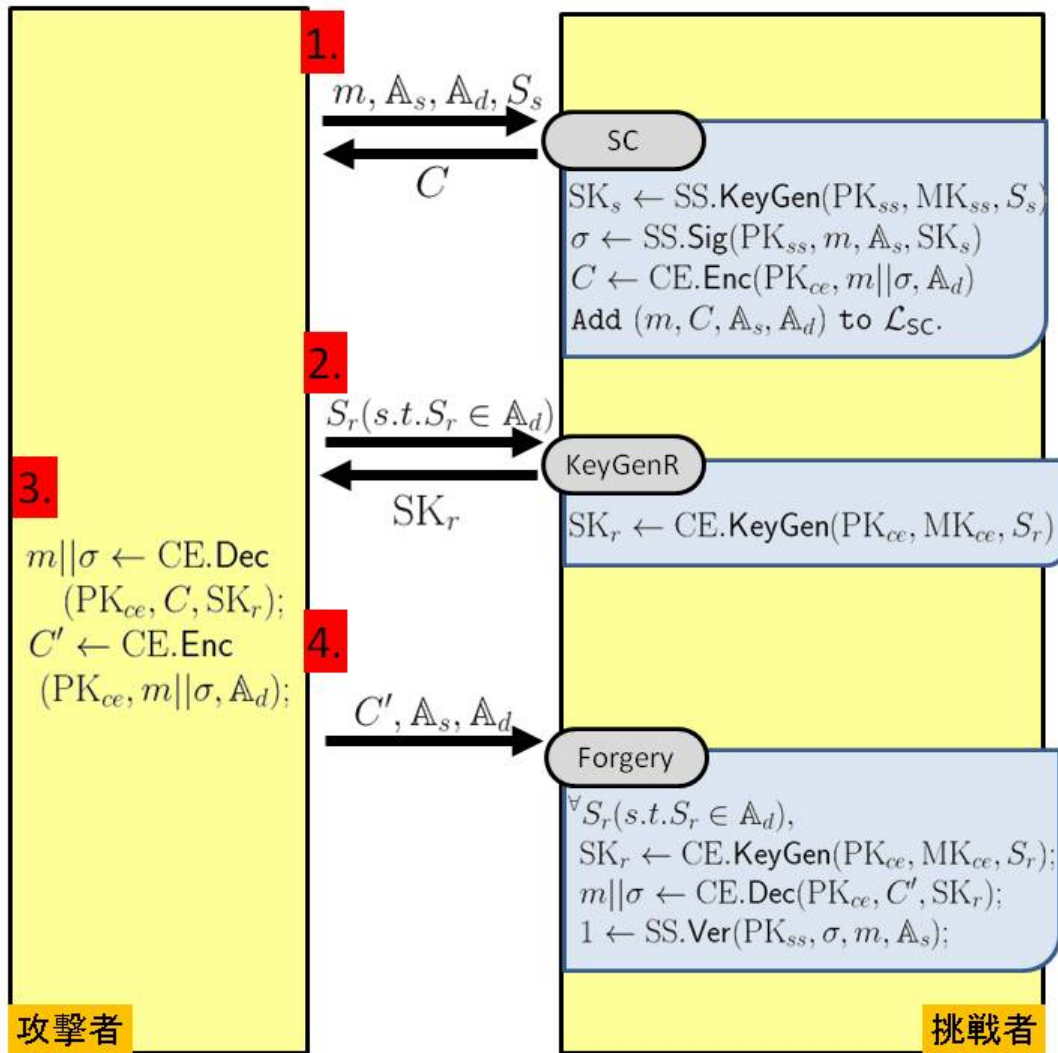 1.
m, 𝔸_s, 𝔸_d, S_s
C
SC
SK_s ← SS.KeyGen(PK_ss, MK_ss, S_s)
σ ← SS.Sig(PK_ss, m, 𝔸_s, SK_s)
C ← CE.Enc(PK_ce, m||σ, 𝔸_d)
Add (m, C, 𝔸_s, 𝔸_d) to ℒ_SC.
2.
S_r(s.t.S_r ∈ 𝔸_d)
SK_r
KeyGenR
SK_r ← CE.KeyGen(PK_ce, MK_ce, S_r)
3.
m||σ ← CE.Dec
(PK_ce, C, SK_r);
C′ ← CE.Enc
(PK_ce, m||σ, 𝔸_d);
4.
C′, 𝔸_s, 𝔸_d
Forgery
∀S_r(s.t.S_r ∈ 𝔸_d),
SK_r ← CE.KeyGen(PK_ce, MK_ce, S_r);
m||σ ← CE.Dec(PK_ce, C′, SK_r);
1 ← SS.Ver(PK_ss, σ, m, 𝔸_s);
攻撃者
挑戦者